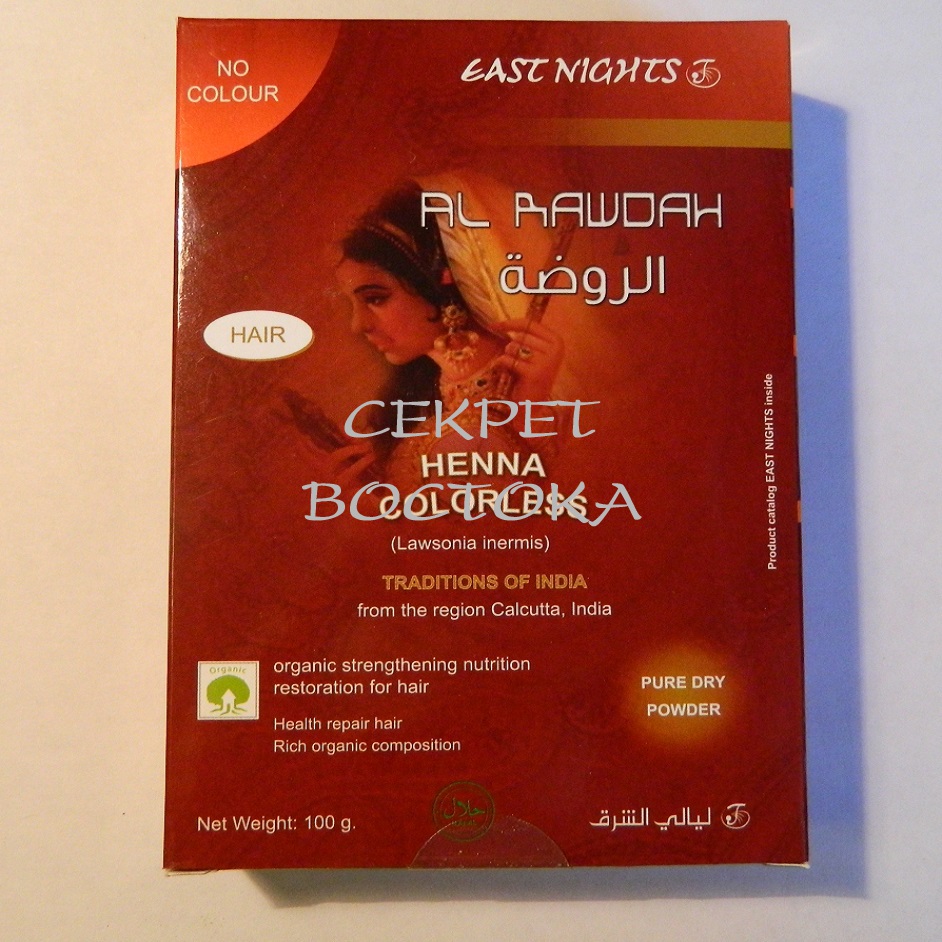 NO
COLOUR
EAST NIGHTS
AL RAWDAH
الروضة
HAIR
СЕКРЕТ
HENNA
COLORLESS
ВОСТОКА
(Lawsonia inermis)
TRADITIONS OF INDIA
from the region Calcutta, India
Product catalog EAST NIGHTS inside
Organic
organic strengthening nutrition
restoration for hair
Health repair hair
Rich organic composition
PURE DRY
POWDER
Net Weight: 100 g.
حلال
HALAL
ليالي الشرق